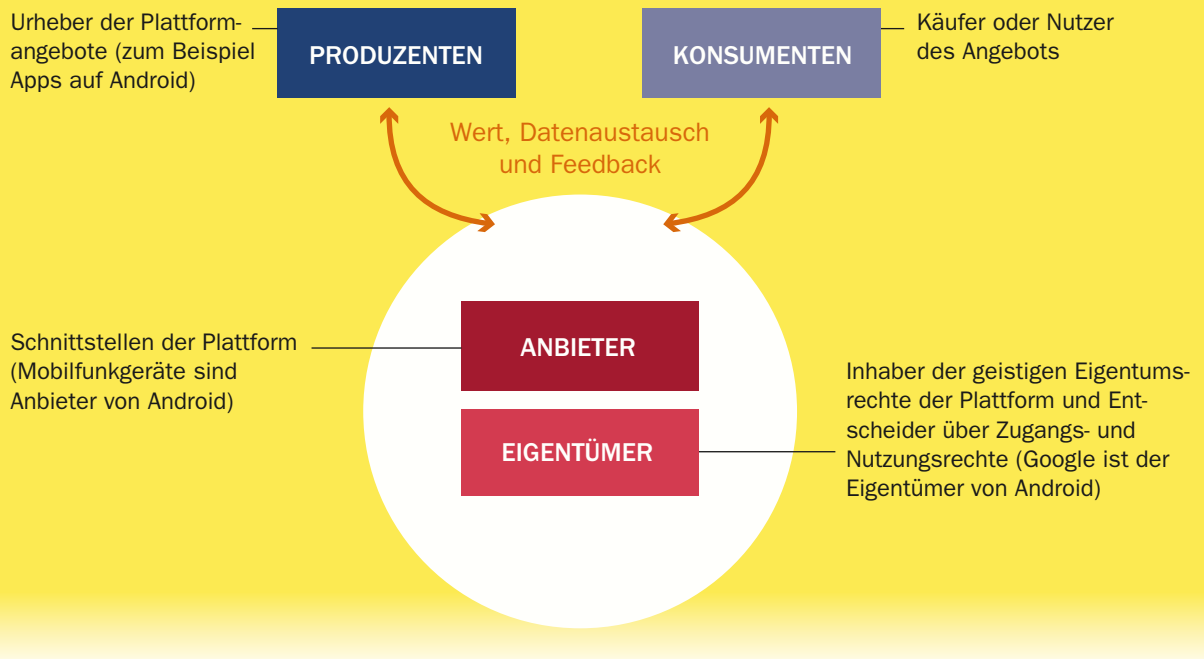 Urheber der Plattform-
angebote (zum Beispiel
Apps auf Android)
PRODUZENTEN
KONSUMENTEN
Käufer oder Nutzer
des Angebots
Wert, Datenaustausch
und Feedback
Schnittstellen der Plattform
(Mobilfunkgeräte sind
Anbieter von Android)
ANBIETER
EIGENTÜMER
Inhaber der geistigen Eigentums-
rechte der Plattform und Ent-
scheider über Zugangs- und
Nutzungsrechte (Google ist der
Eigentümer von Android)